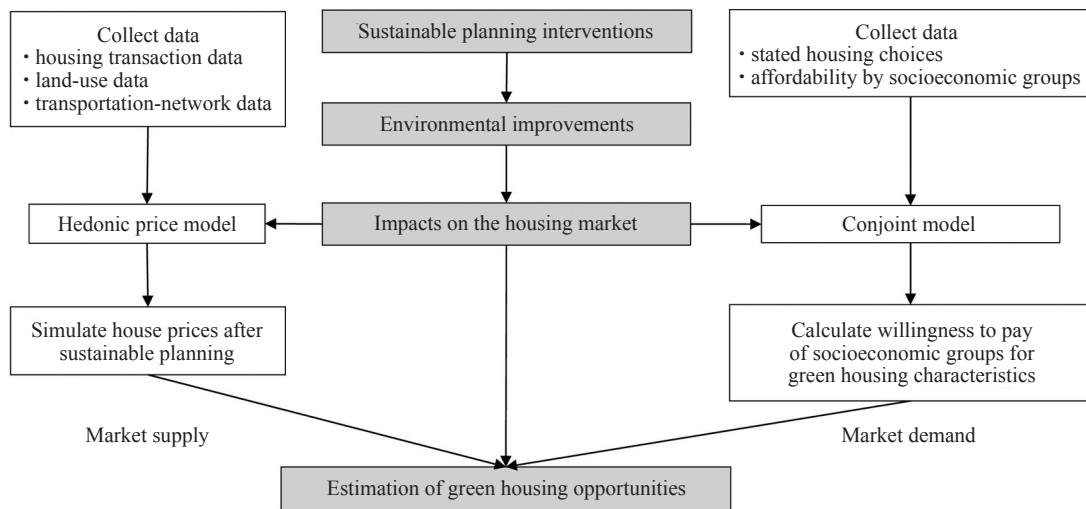 Collect data
・housing transaction data
・land-use data
・transportation-network data
Sustainable planning interventions
Collect data
・stated housing choices
・affordability by socioeconomic groups
Environmental improvements
Hedonic price model
Impacts on the housing market
Conjoint model
Simulate house prices after
sustainable planning
Calculate willingness to pay
of socioeconomic groups for
green housing characteristics
Market supply
Market demand
Estimation of green housing opportunities